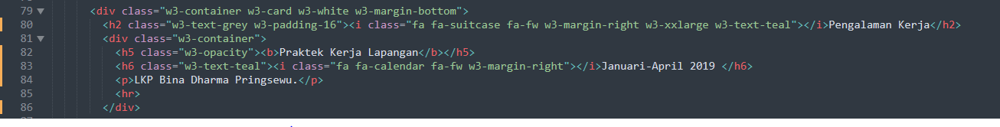 79 <div class="w3-container w3-card w3-white w3-margin-bottom">
80 <h2 class="w3-text-grey w3-padding-16"><i class="fa fa-suitcase fa-fw w3-margin-right w3-xxlarge w3-text-teal"></i>Pengalaman Kerja</h2>
81 <div class="w3-container">
82 <h5 class="w3-opacity"><b>Praktek Kerja Lapangan</b></h5>
83 <h6 class="w3-text-teal"><i class="fa fa-calendar fa-fw w3-margin-right"></i>Januari-April 2019 </h6>
84 <p>LKP Bina Dharma Pringsewu.</p>
85 <hr>
86 </div>